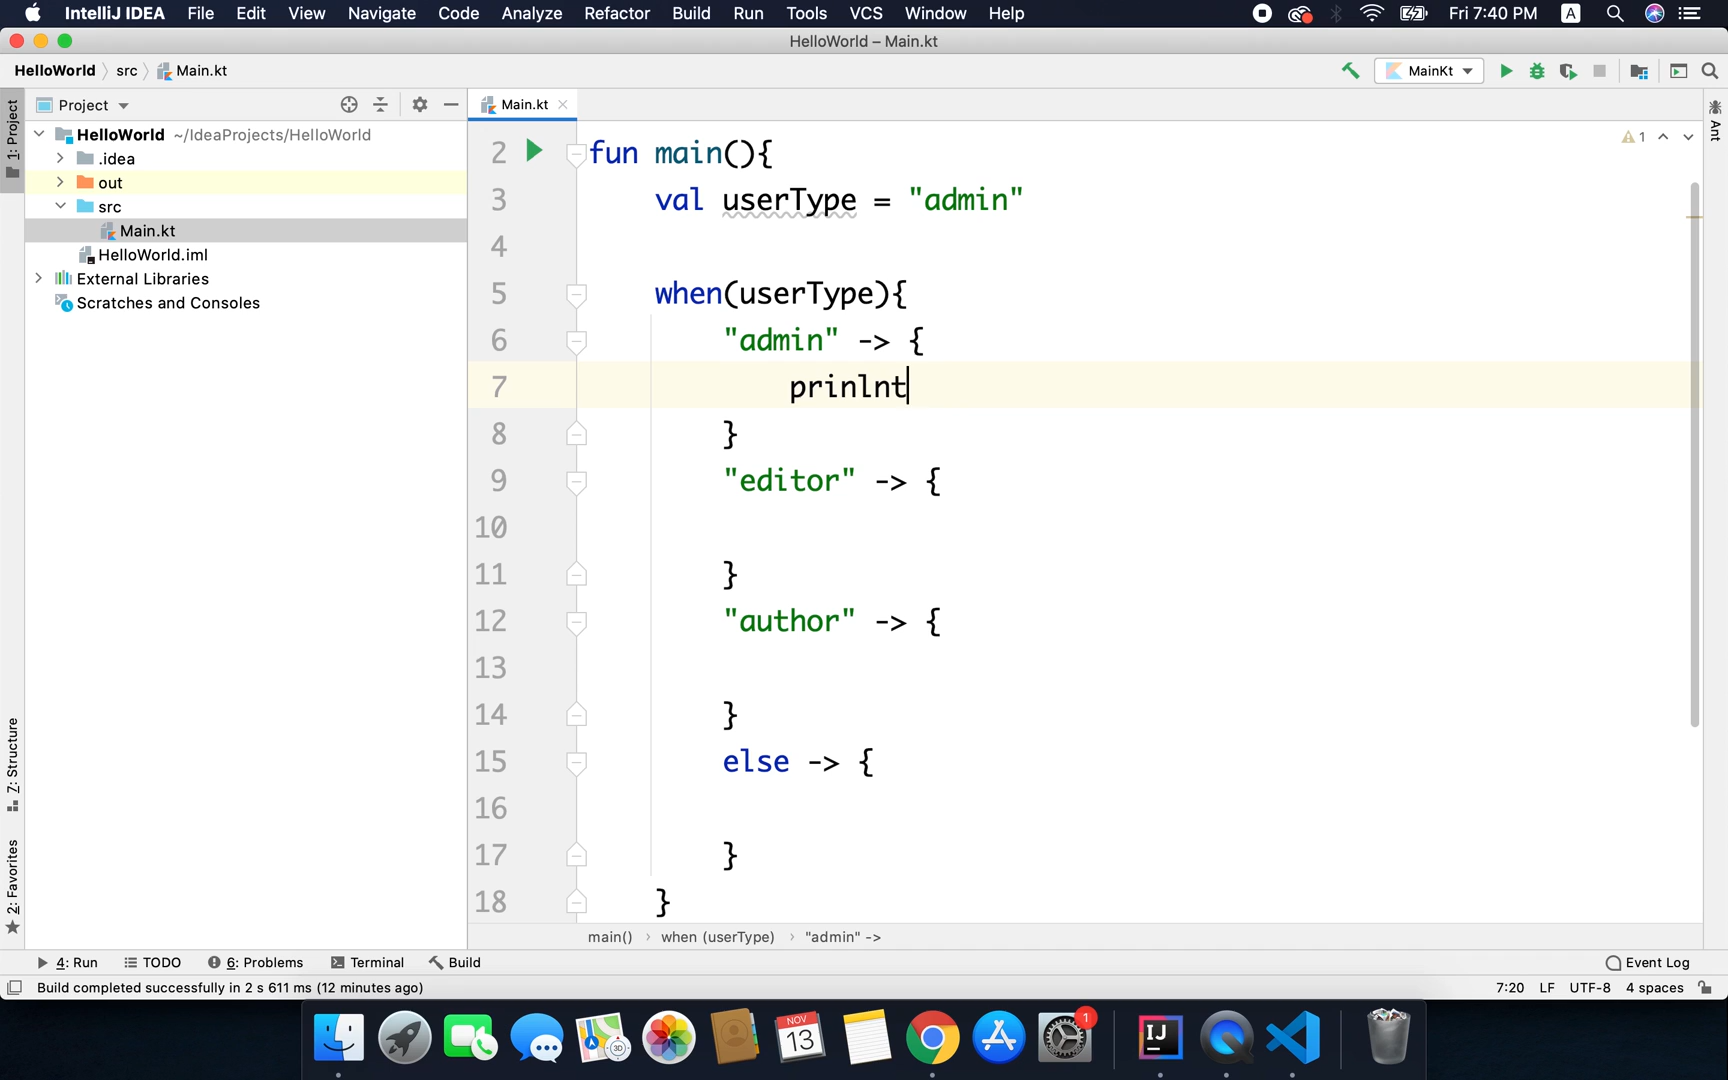 IntelliJ IDEA File Edit View Navigate Code Analyze Refactor Build Run Tools VCS Window Help Fri 7:40 PM A
HelloWorld – Main.kt
HelloWorld src Main.kt MainKt
Project Main.kt
1: Project
HelloWorld ~/IdeaProjects/HelloWorld
.idea
out
src
Main.kt
HelloWorld.iml
External Libraries
Scratches and Consoles
Z: Structure
2: Favorites
Ant
1
2 fun main(){
3 val userType = "admin"
4
5 when(userType){
6 "admin" -> {
7 prinlnt
8 }
9 "editor" -> {
10
11 }
12 "author" -> {
13
14 }
15 else -> {
16
17 }
18 }
main() › when (userType) › "admin" ->
4: Run TODO 6: Problems Terminal Build Event Log
Build completed successfully in 2 s 611 ms (12 minutes ago) 7:20 LF UTF-8 4 spaces
3D
NOV
13
1
IJ